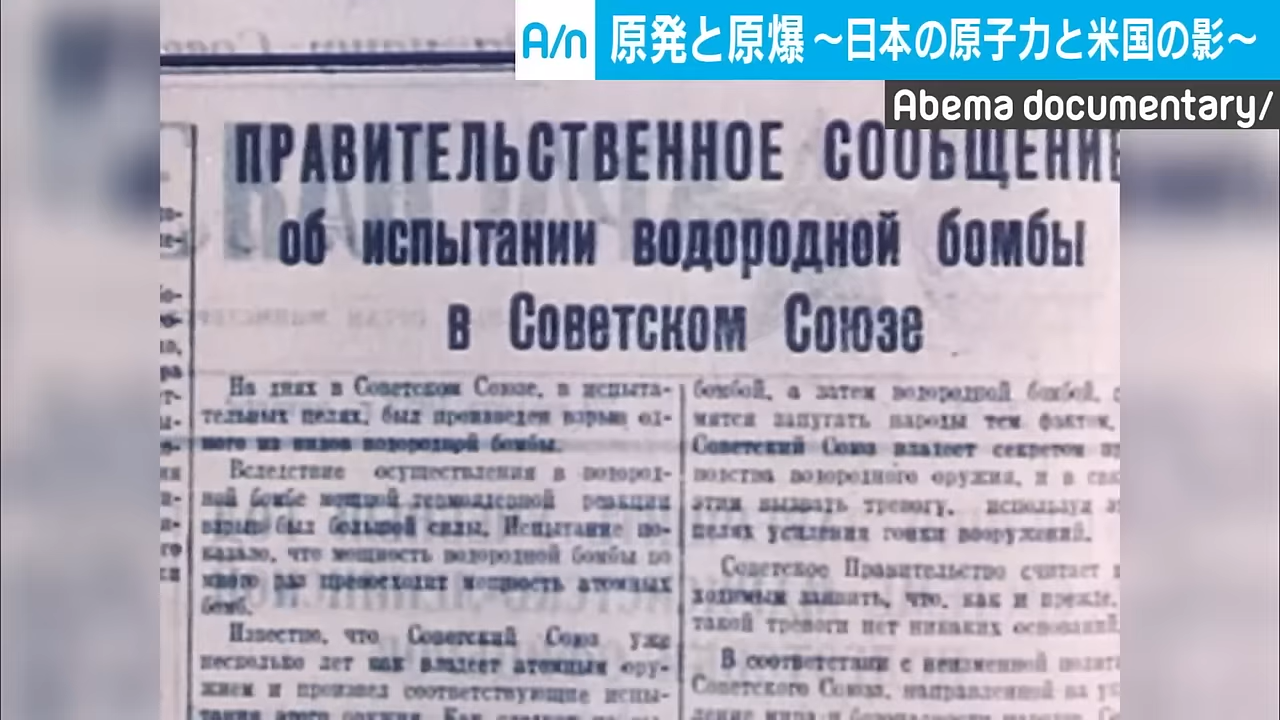 A/n
原発と原爆 ～日本の原子力と米国の影～
Abema documentary/
ПРАВИТЕЛЬСТВЕННОЕ СООБЩЕНИЕ
об испытании водородной бомбы
в Советском Союзе
На днях в Советском Союзе, в испыта-
тельных целях, был произведен взрыв од-
ного из видов водородной бомбы.
Вследствие осуществления в водород-
ной бомбе мощной термоядерной реакции
взрыв был большой силы. Испытание по-
казало, что мощность водородной бомбы во
много раз превосходит мощность атомных
бомб.
Известно, что Советский Союз уже
несколько лет как владеет атомным ору-
жием и произвел соответствующие испы-
тания этого оружия. Как
бомбой, а затем водородной бомбой,
мятся запугать народы тем фактом,
Советский Союз владеет секретом
водства водородного оружия, и в
этим вызвать тревогу, используя
целях усиления гонки вооружений.
Советское Правительство считает
ходимым заявить, что, как и прежде,
такой тревоги нет никаких оснований.
В соответствии с неизменной
Советского Союза, направленной на
ление мира и безопасности